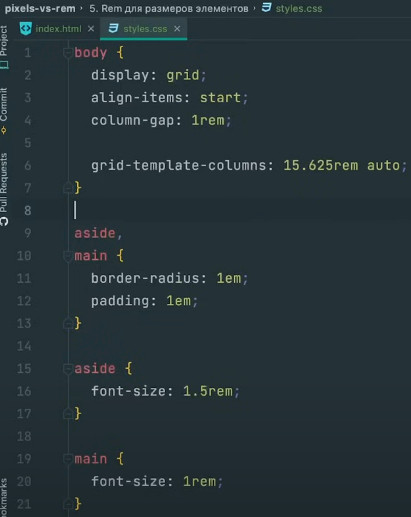 pixels-vs-rem › 5. Rem для размеров элементов › styles.css
Project
Commit
Pull Requests
index.html ×
styles.css ×
1 body {
2 display: grid;
3 align-items: start;
4 column-gap: 1rem;
5
6 grid-template-columns: 15.625rem auto;
7 }
8
9 aside,
10 main {
11 border-radius: 1em;
12 padding: 1em;
13 }
14
15 aside {
16 font-size: 1.5rem;
17 }
18
19 main {
20 font-size: 1rem;
21 }